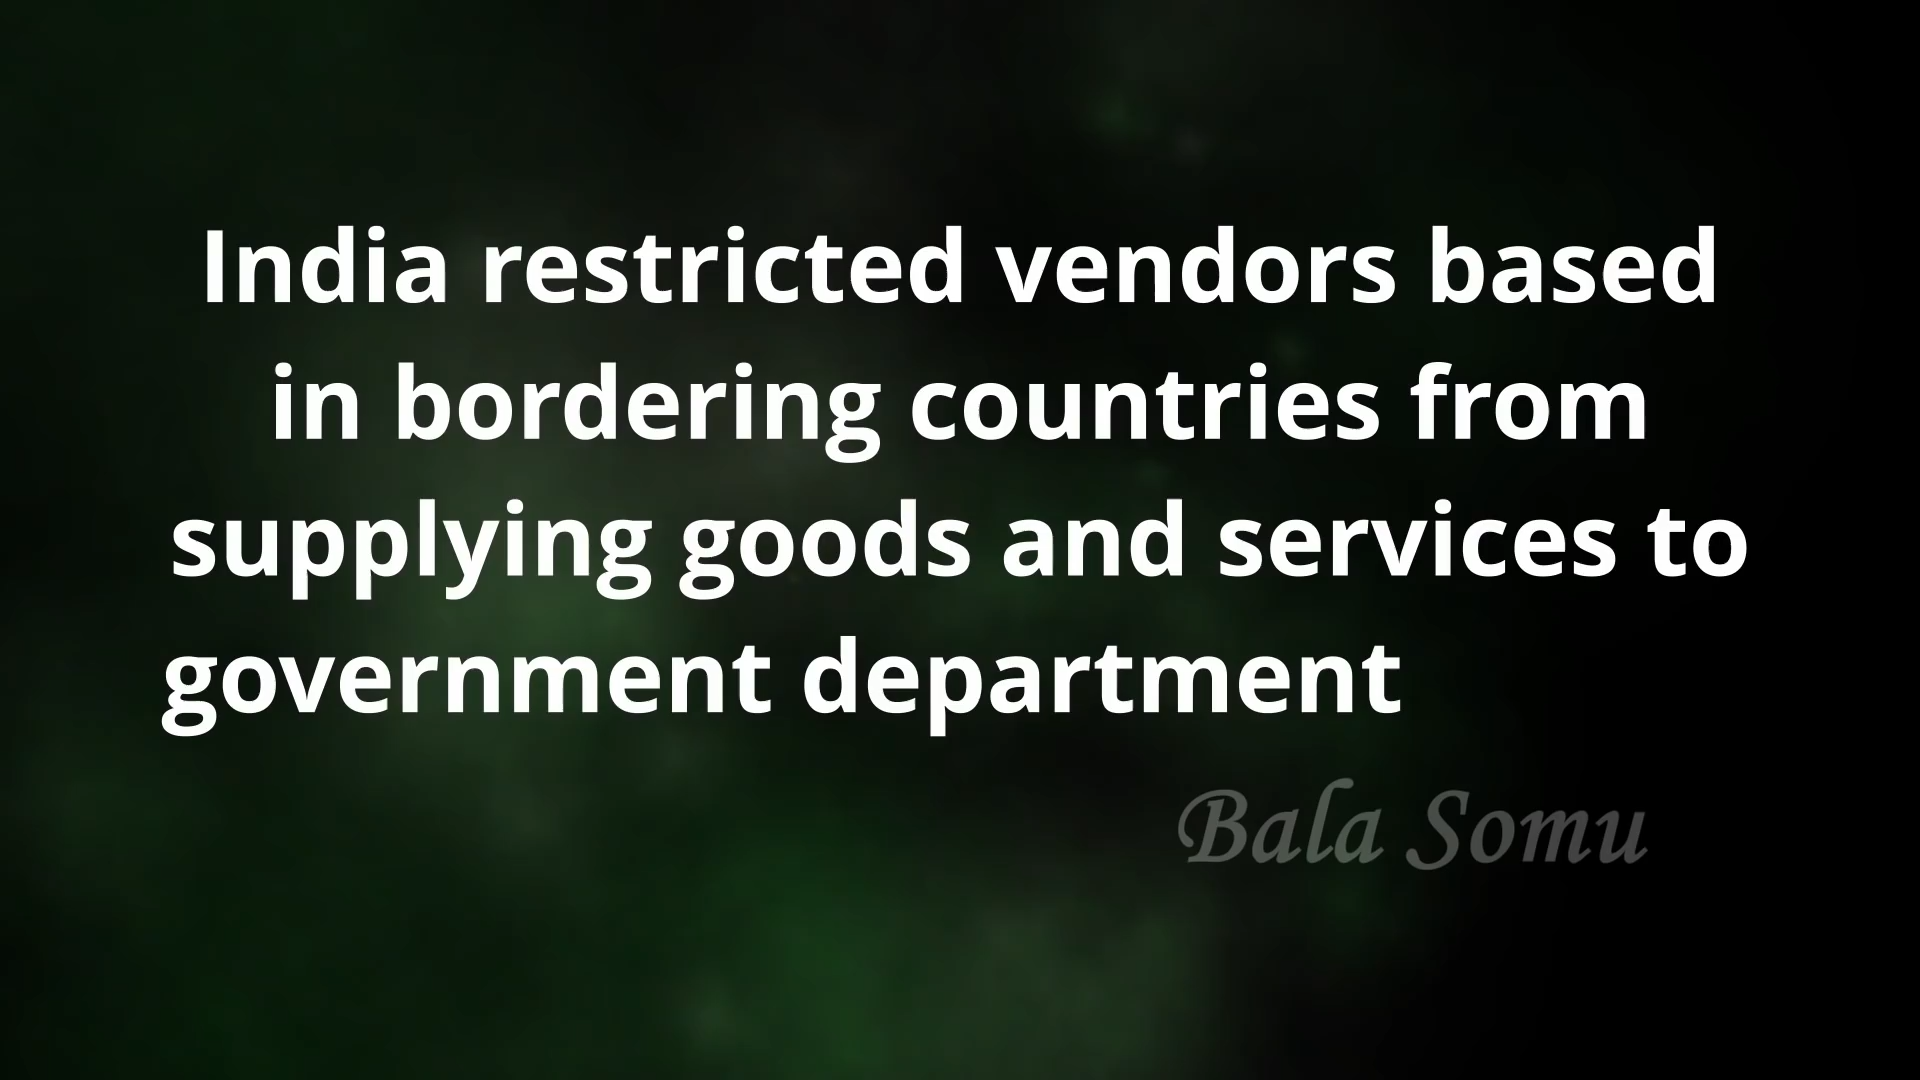 India restricted vendors based
in bordering countries from
supplying goods and services to
government department
Bala Somu